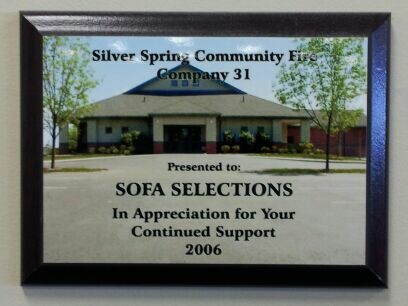 Silver Spring Community Fire
Company 31
Presented to:
SOFA SELECTIONS
In Appreciation for Your
Continued Support
2006